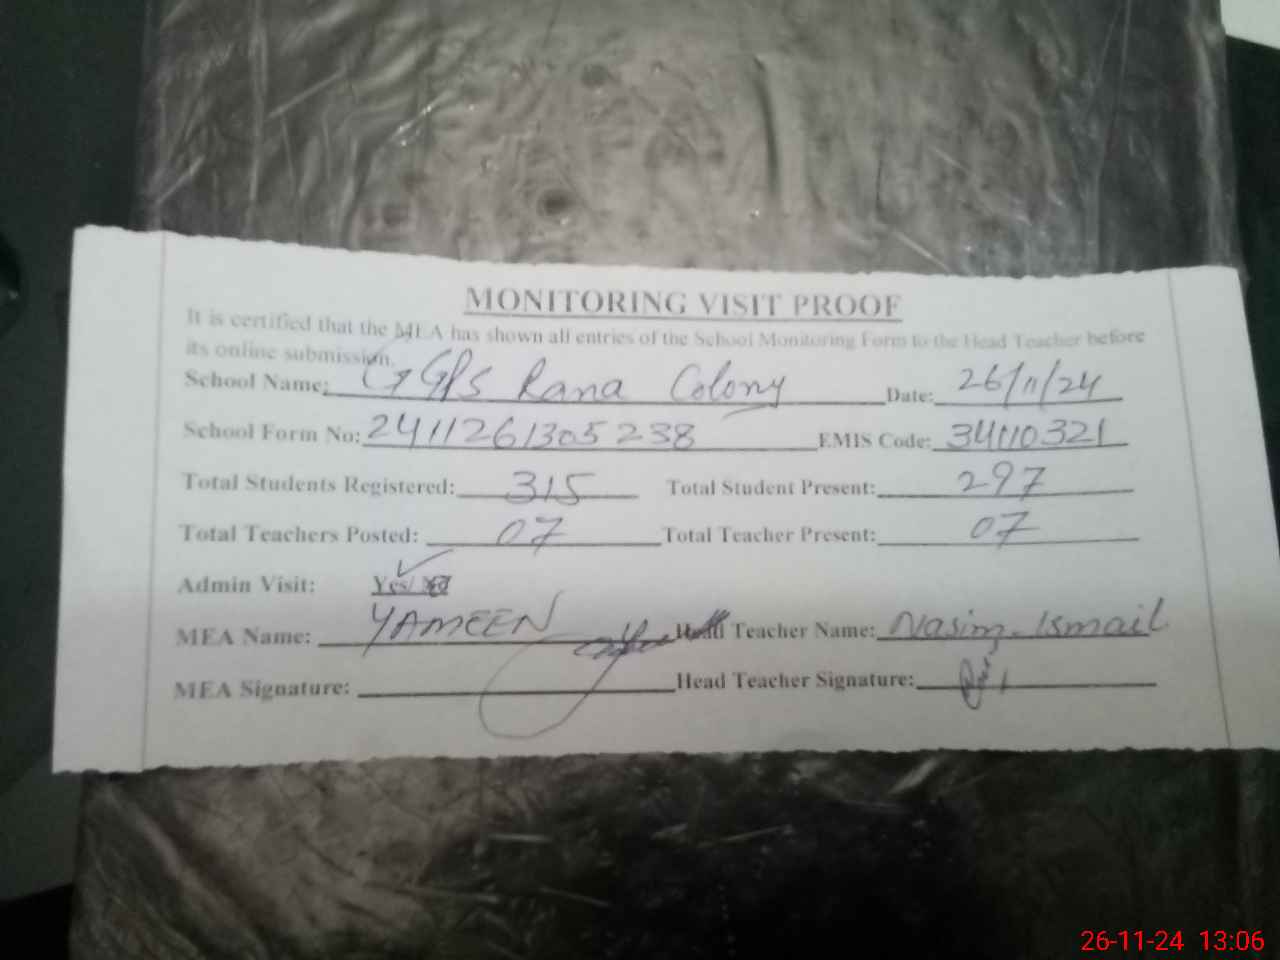 MONITORING VISIT PROOF
It is certified that the MEA has shown all entries of the School Monitoring Form to the Head Teacher before
its online submission.
School Name: GGPS Rana Colony Date: 26/11/24
School Form No: 2411261305238 EMIS Code: 34110321
Total Students Registered: 315 Total Student Present: 297
Total Teachers Posted: 07 Total Teacher Present: 07
Admin Visit: Yes/
MEA Name: YAMEEN Head Teacher Name: Nasim Ismail
MEA Signature: Head Teacher Signature:
26-11-24 13:06